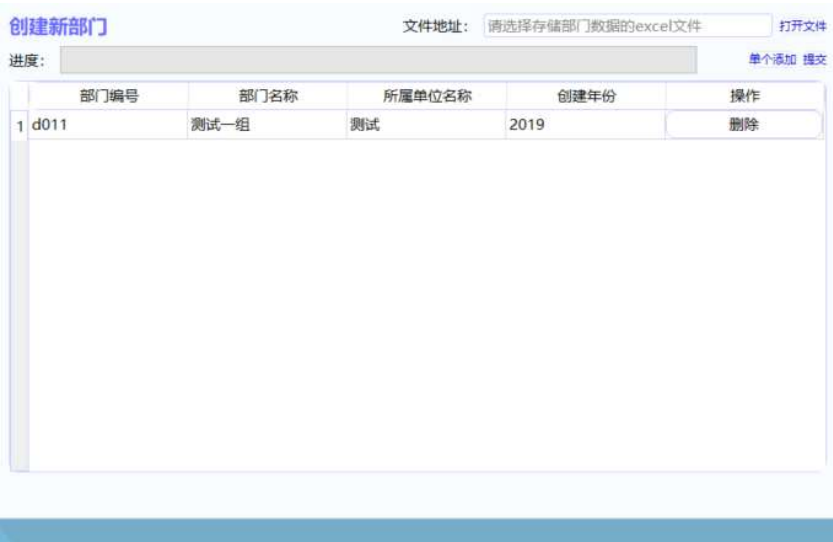 创建新部门 文件地址： 请选择存储部门数据的excel文件 打开文件
进度： 单个添加 提交
部门编号 部门名称 所属单位名称 创建年份 操作
1 d011 测试一组 测试 2019 删除